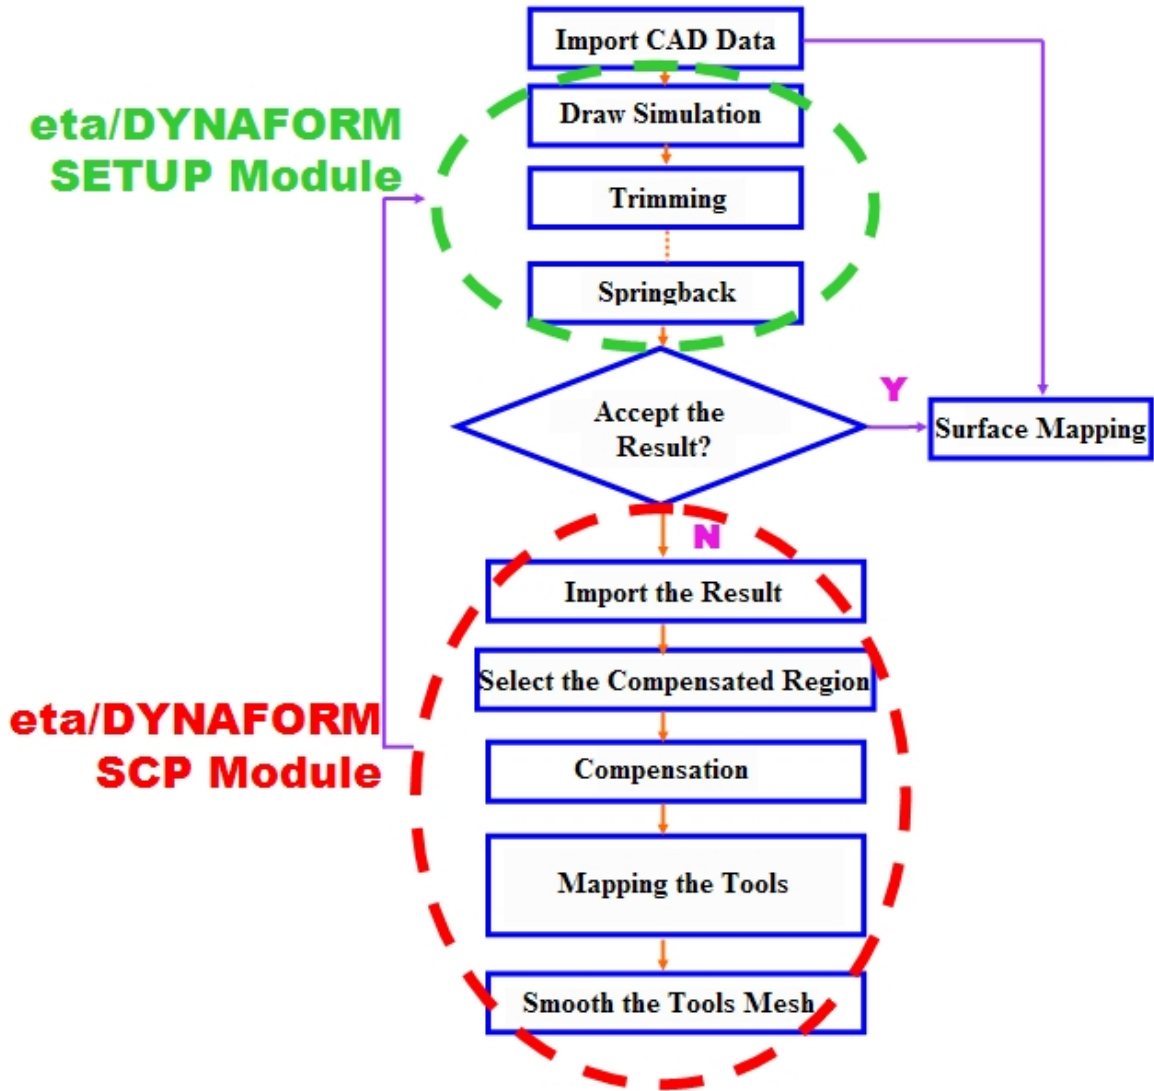 Import CAD Data
eta/DYNAFORM
SETUP Module
Draw Simulation
Trimming
Springback
Accept the
Result?
Y
Surface Mapping
N
Import the Result
Select the Compensated Region
eta/DYNAFORM
SCP Module
Compensation
Mapping the Tools
Smooth the Tools Mesh